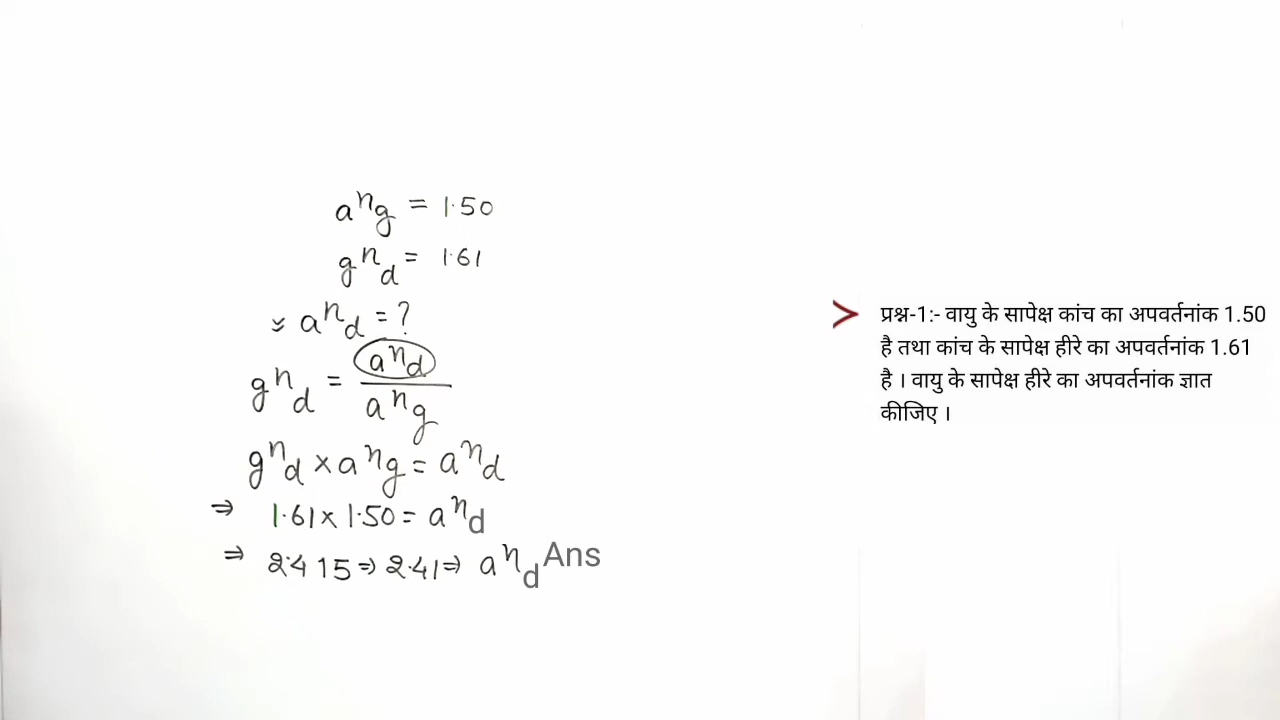 aⁿg = 1.50
gⁿd = 1.61
aⁿd = ?
gⁿd = aⁿd / aⁿg
gⁿd × aⁿg = aⁿd
⇒ 1.61 × 1.50 = aⁿd
⇒ 2.415 ⇒ 2.41 ⇒ aⁿd Ans
> प्रश्न-1:- वायु के सापेक्ष कांच का अपवर्तनांक 1.50
है तथा कांच के सापेक्ष हीरे का अपवर्तनांक 1.61
है । वायु के सापेक्ष हीरे का अपवर्तनांक ज्ञात
कीजिए ।